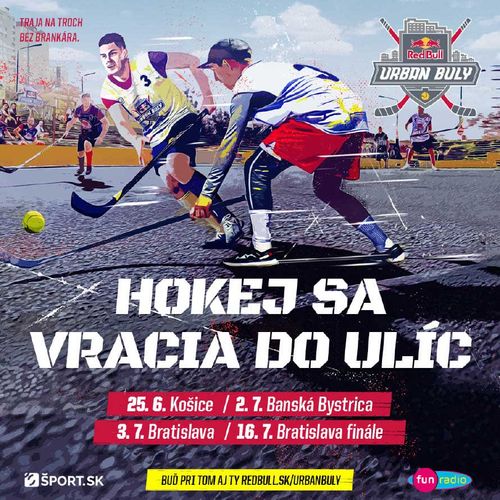 TRAJA NA TROCH
BEZ BRANKÁRA.
Red Bull
URBAN BULY
3
HOKEJ SA
VRACIA DO ULÍC
25. 6. Košice / 2. 7. Banská Bystrica
3. 7. Bratislava / 16. 7. Bratislava finále
ŠPORT.SK
BUĎ PRI TOM AJ TY REDBULL.SK/URBANBULY
fun radio